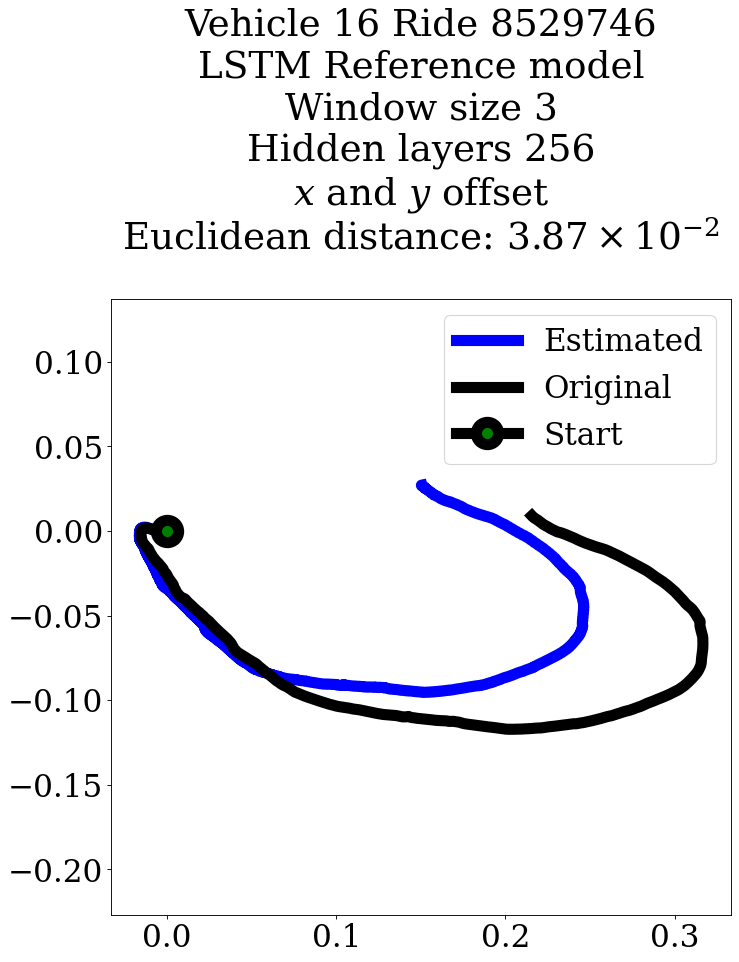 Vehicle 16 Ride 8529746
LSTM Reference model
Window size 3
Hidden layers 256
x and y offset
Euclidean distance: 3.87 × 10⁻²
Estimated
Original
Start
0.10
0.05
0.00
−0.05
−0.10
−0.15
−0.20
0.0 0.1 0.2 0.3